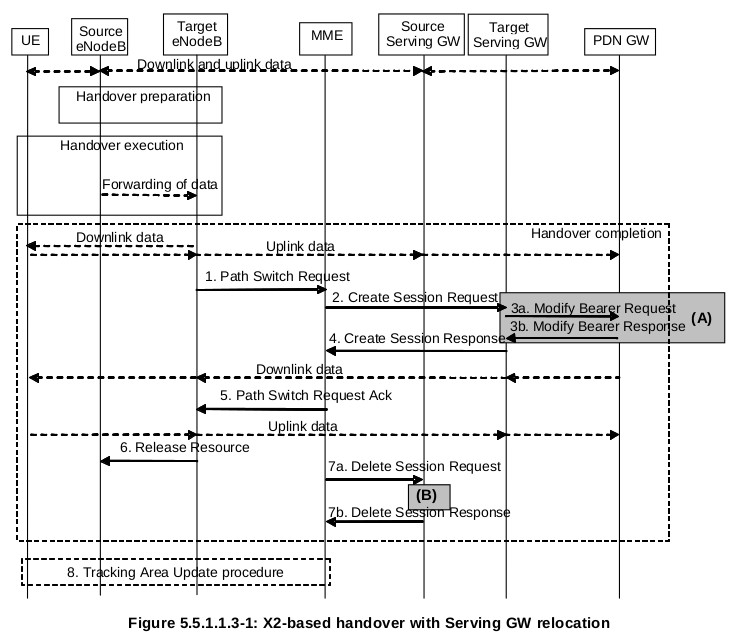 UE
Source
eNodeB
Target
eNodeB
MME
Source
Serving GW
Target
Serving GW
PDN GW
Downlink and uplink data
Handover preparation
Handover execution
Forwarding of data
Handover completion
Downlink data
Uplink data
1. Path Switch Request
2. Create Session Request
3a. Modify Bearer Request
(A)
3b. Modify Bearer Response
4. Create Session Response
Downlink data
5. Path Switch Request Ack
Uplink data
6. Release Resource
7a. Delete Session Request
(B)
7b. Delete Session Response
8. Tracking Area Update procedure
Figure 5.5.1.1.3-1: X2-based handover with Serving GW relocation